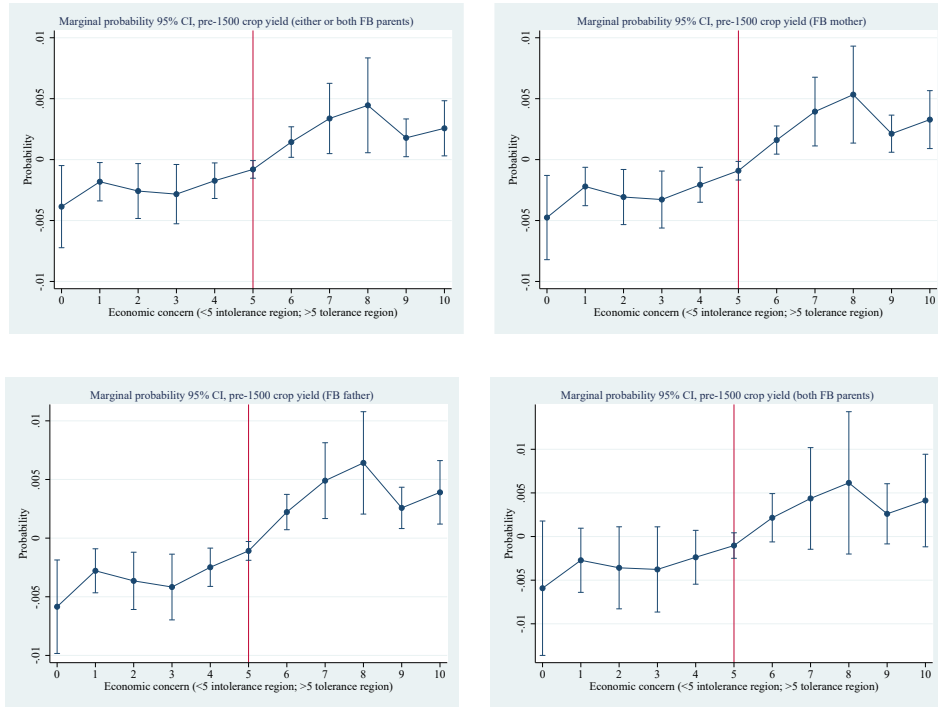 Marginal probability 95% CI, pre-1500 crop yield (either or both FB parents)
.01
.005
0
-.005
-.01
Probability
0 1 2 3 4 5 6 7 8 9 10
Economic concern (<5 intolerance region; >5 tolerance region)
Marginal probability 95% CI, pre-1500 crop yield (FB mother)
.01
.005
0
-.005
-.01
Probability
0 1 2 3 4 5 6 7 8 9 10
Economic concern (<5 intolerance region; >5 tolerance region)
Marginal probability 95% CI, pre-1500 crop yield (FB father)
.01
.005
0
-.005
-.01
Probability
0 1 2 3 4 5 6 7 8 9 10
Economic concern (<5 intolerance region; >5 tolerance region)
Marginal probability 95% CI, pre-1500 crop yield (both FB parents)
.01
.005
0
-.005
-.01
Probability
0 1 2 3 4 5 6 7 8 9 10
Economic concern (<5 intolerance region; >5 tolerance region)